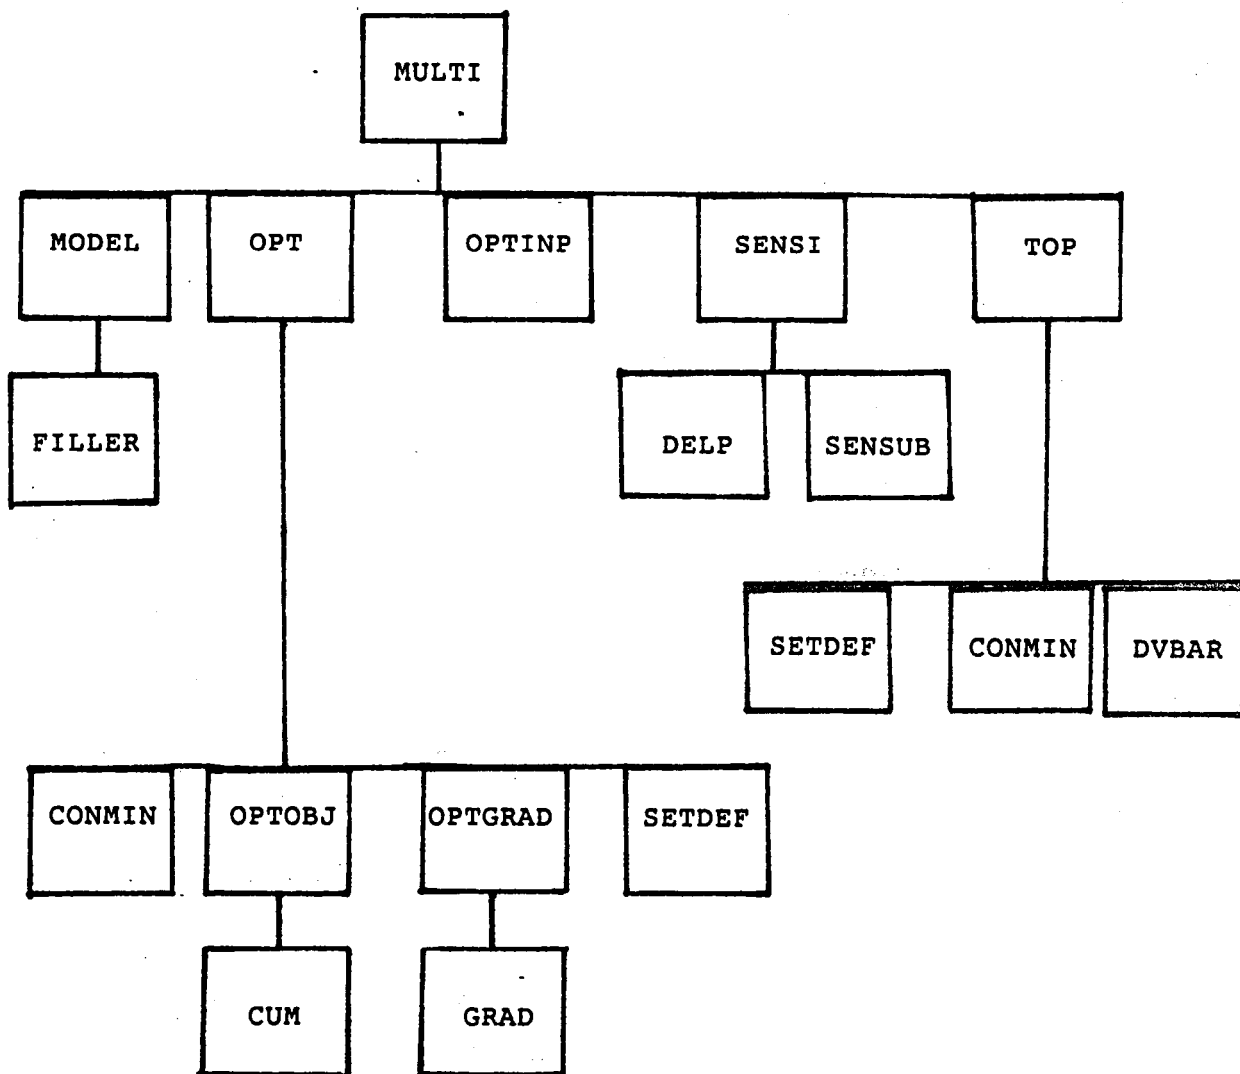 MULTI
MODEL
OPT
OPTINP
SENSI
TOP
FILLER
DELP
SENSUB
SETDEF
CONMIN
DVBAR
CONMIN
OPTOBJ
OPTGRAD
SETDEF
CUM
GRAD